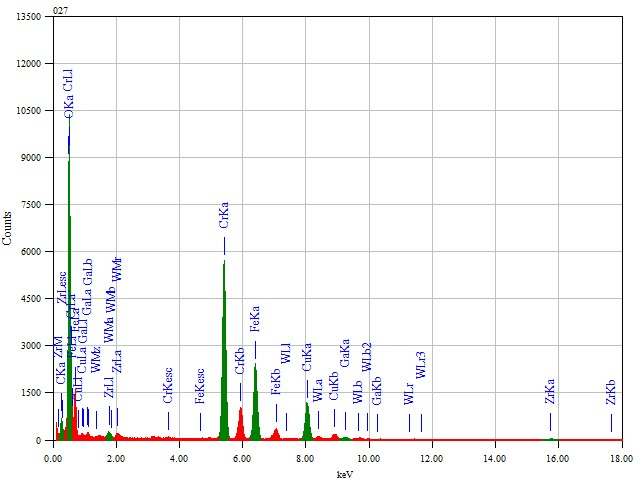 027
13500
12000
10500
9000
7500
6000
4500
3000
1500
0
Counts
0.00
2.00
4.00
6.00
8.00
10.00
12.00
14.00
16.00
18.00
keV
ZrM
CKa
ZrLesc
OKa CrLl
CrLa
FeLl
FeLa
CuLl
CuLa
GaLl
GaLa
GaLb
WMz
ZrLl
WMa
WMb
ZrLa
WMr
CrKesc
FeKesc
CrKa
CrKb
FeKa
FeKb
WLl
CuKa
WLa
CuKb
GaKa
WLb
WLb2
GaKb
WLr
WLr3
ZrKa
ZrKb